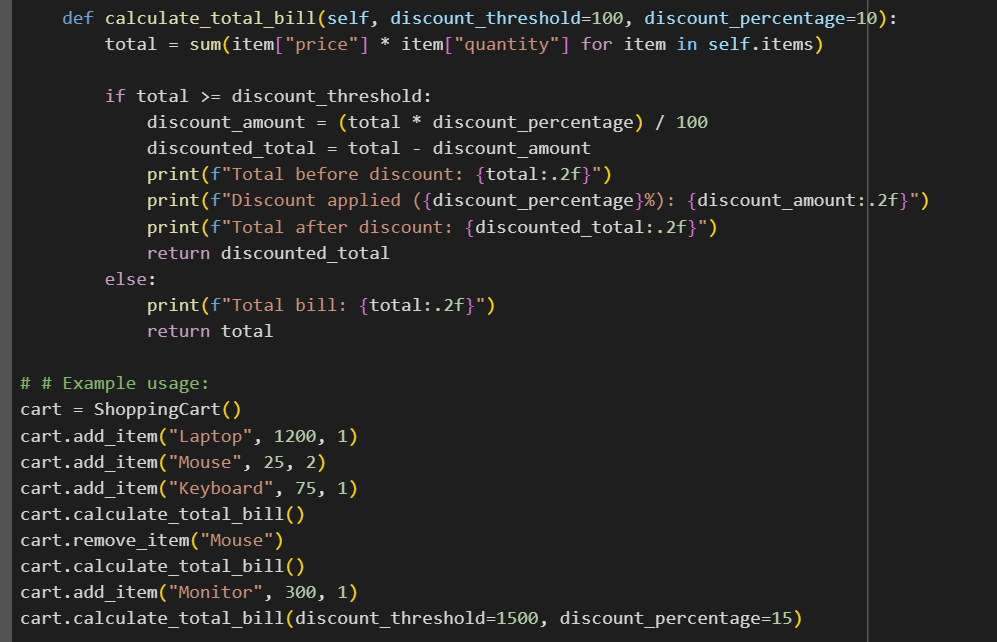 def calculate_total_bill(self, discount_threshold=100, discount_percentage=10):
total = sum(item["price"] * item["quantity"] for item in self.items)
if total >= discount_threshold:
discount_amount = (total * discount_percentage) / 100
discounted_total = total - discount_amount
print(f"Total before discount: {total:.2f}")
print(f"Discount applied ({discount_percentage}%): {discount_amount:.2f}")
print(f"Total after discount: {discounted_total:.2f}")
return discounted_total
else:
print(f"Total bill: {total:.2f}")
return total
# # Example usage:
cart = ShoppingCart()
cart.add_item("Laptop", 1200, 1)
cart.add_item("Mouse", 25, 2)
cart.add_item("Keyboard", 75, 1)
cart.calculate_total_bill()
cart.remove_item("Mouse")
cart.calculate_total_bill()
cart.add_item("Monitor", 300, 1)
cart.calculate_total_bill(discount_threshold=1500, discount_percentage=15)